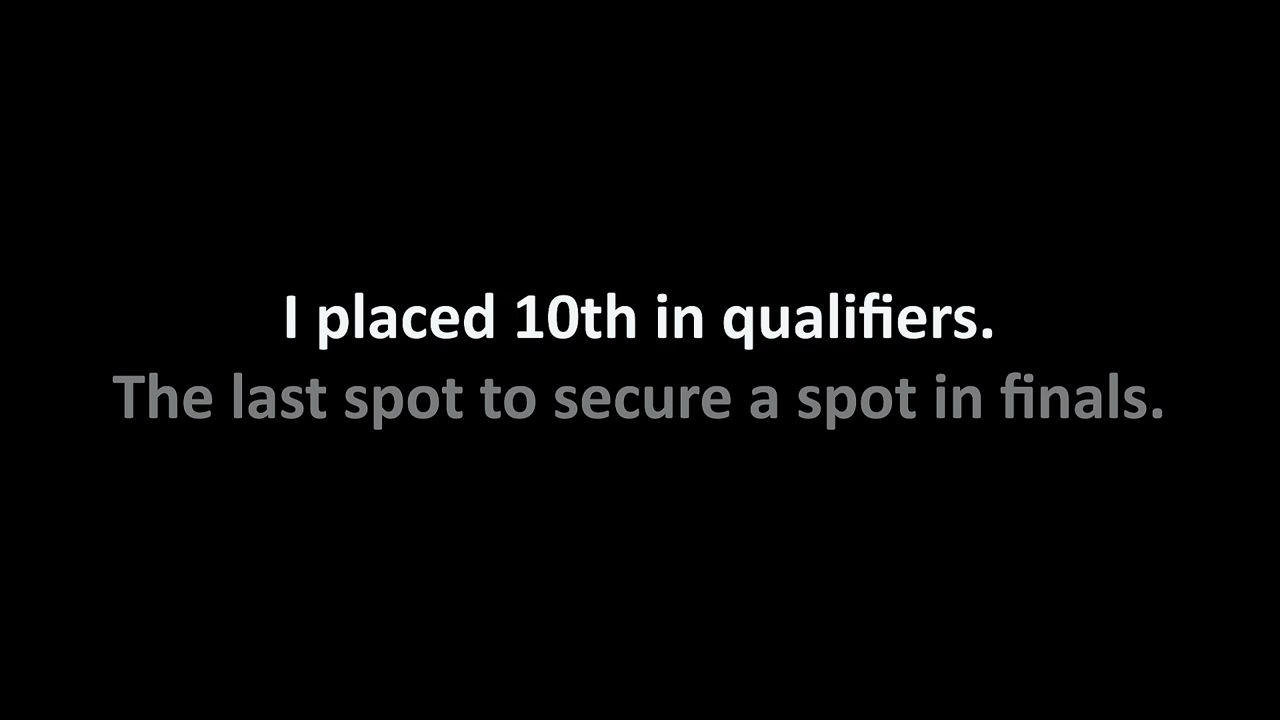 I placed 10th in qualifiers.
The last spot to secure a spot in finals.